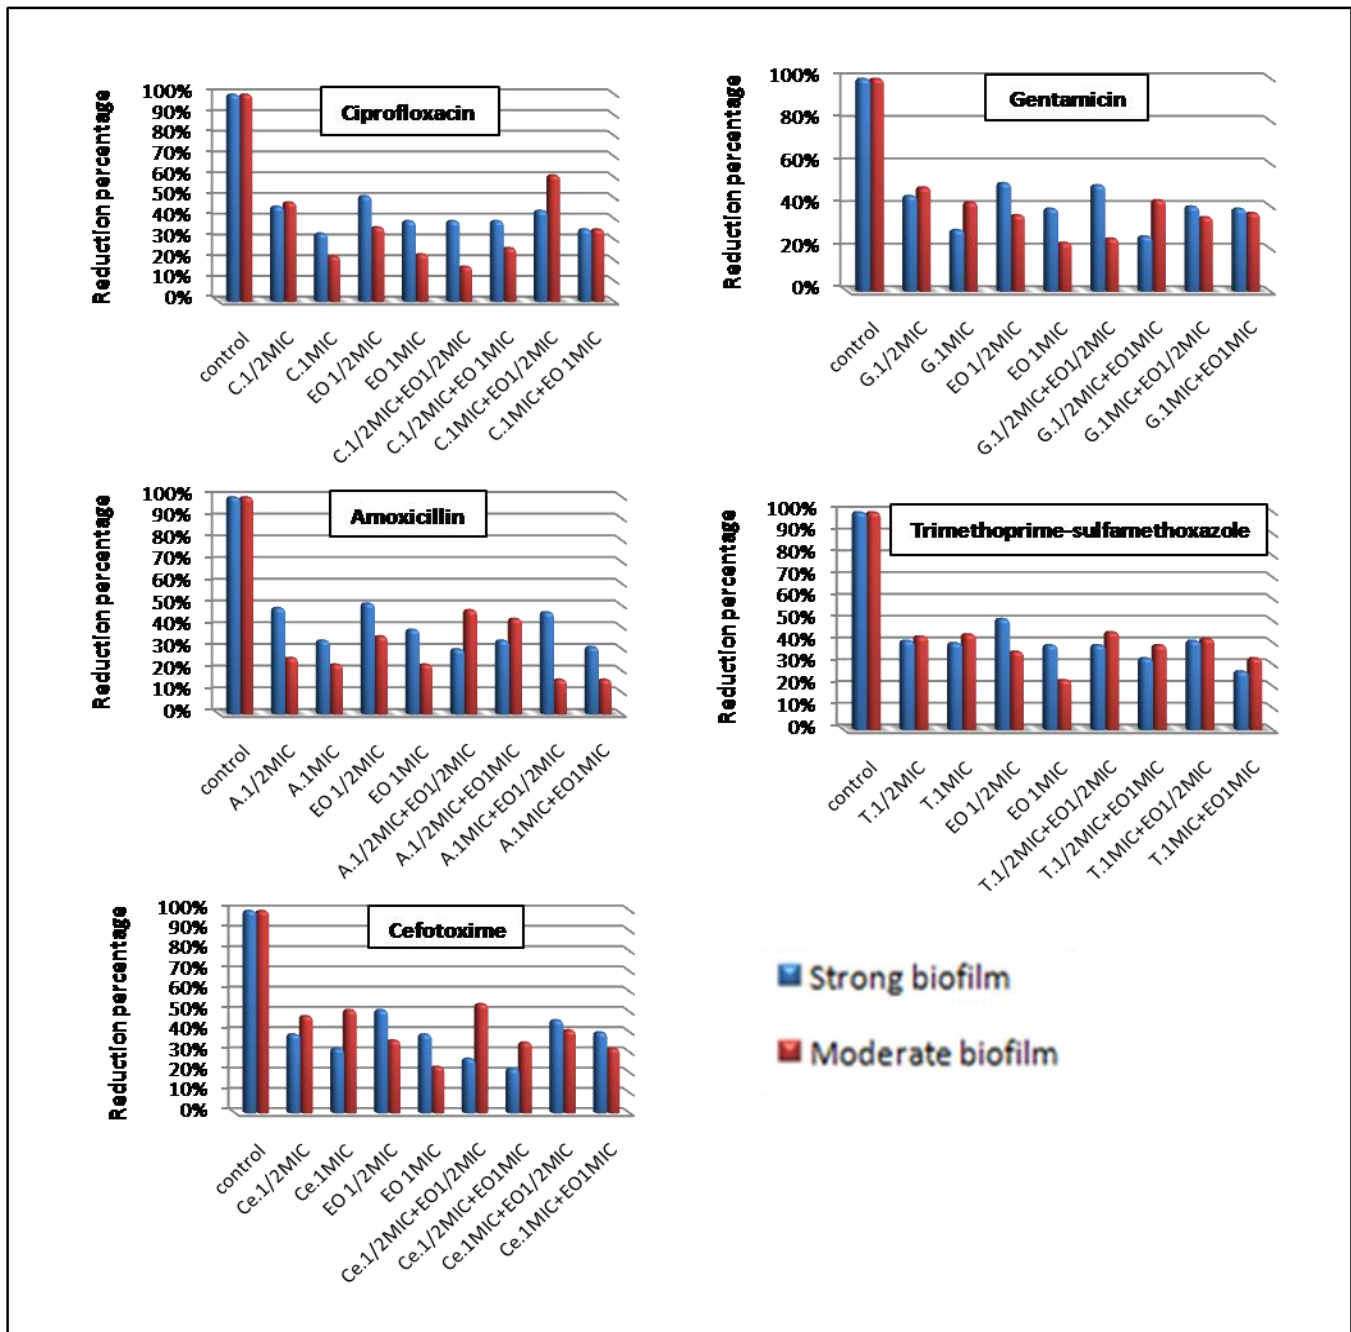 Ciprofloxacin
Reduction percentage
100%
90%
80%
70%
60%
50%
40%
30%
20%
10%
0%
control
C.1/2MIC
C.1MIC
EO 1/2MIC
EO 1MIC
C.1/2MIC+EO1/2MIC
C.1/2MIC+EO 1MIC
C.1MIC+EO1/2MIC
C.1MIC+EO 1MIC
Gentamicin
Reduction percentage
100%
80%
60%
40%
20%
0%
control
G.1/2MIC
G.1MIC
EO 1/2MIC
EO 1MIC
G.1/2MIC+EO1/2MIC
G.1/2MIC+EO1MIC
G.1MIC+EO1/2MIC
G.1MIC+EO1MIC
Amoxicillin
Reduction percentage
100%
90%
80%
70%
60%
50%
40%
30%
20%
10%
0%
control
A.1/2MIC
A.1MIC
EO 1/2MIC
EO 1MIC
A.1/2MIC+EO1/2MIC
A.1/2MIC+EO1MIC
A.1MIC+EO1/2MIC
A.1MIC+EO1MIC
Trimethoprime-sulfamethoxazole
Reduction percentage
100%
90%
80%
70%
60%
50%
40%
30%
20%
10%
0%
control
T.1/2MIC
T.1MIC
EO 1/2MIC
EO 1MIC
T.1/2MIC+EO1/2MIC
T.1/2MIC+EO1MIC
T.1MIC+EO1/2MIC
T.1MIC+EO1MIC
Cefotoxime
Reduction percentage
100%
90%
80%
70%
60%
50%
40%
30%
20%
10%
0%
control
Ce.1/2MIC
Ce.1MIC
EO 1/2MIC
EO 1MIC
Ce.1/2MIC+EO1/2MIC
Ce.1/2MIC+EO1MIC
Ce.1MIC+EO1/2MIC
Ce.1MIC+EO1MIC
Strong biofilm
Moderate biofilm